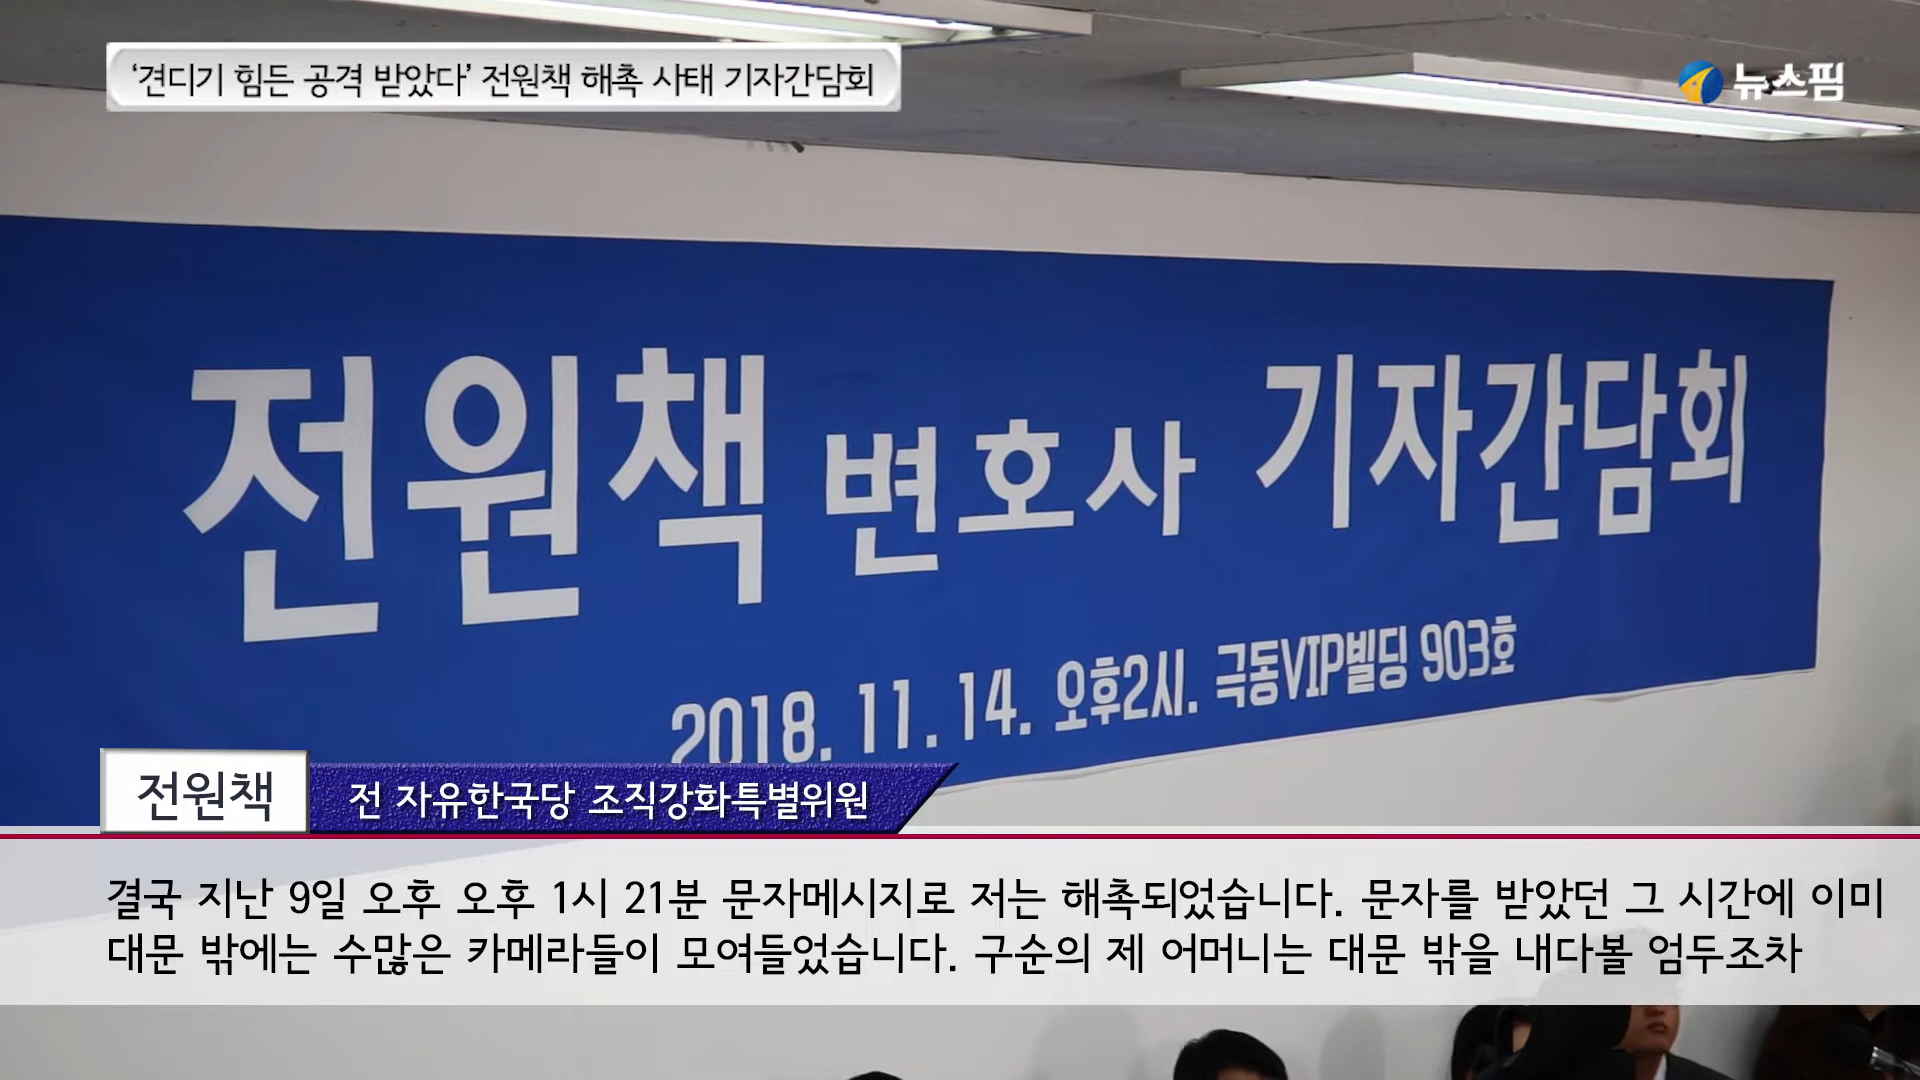 ‘견디기 힘든 공격 받았다’ 전원책 해촉 사태 기자간담회
뉴스핌
전원책 변호사 기자간담회
2018. 11. 14. 오후2시. 극동VIP빌딩 903호
전원책
전 자유한국당 조직강화특별위원
결국 지난 9일 오후 오후 1시 21분 문자메시지로 저는 해촉되었습니다. 문자를 받았던 그 시간에 이미
대문 밖에는 수많은 카메라들이 모여들었습니다. 구순의 제 어머니는 대문 밖을 내다볼 엄두조차